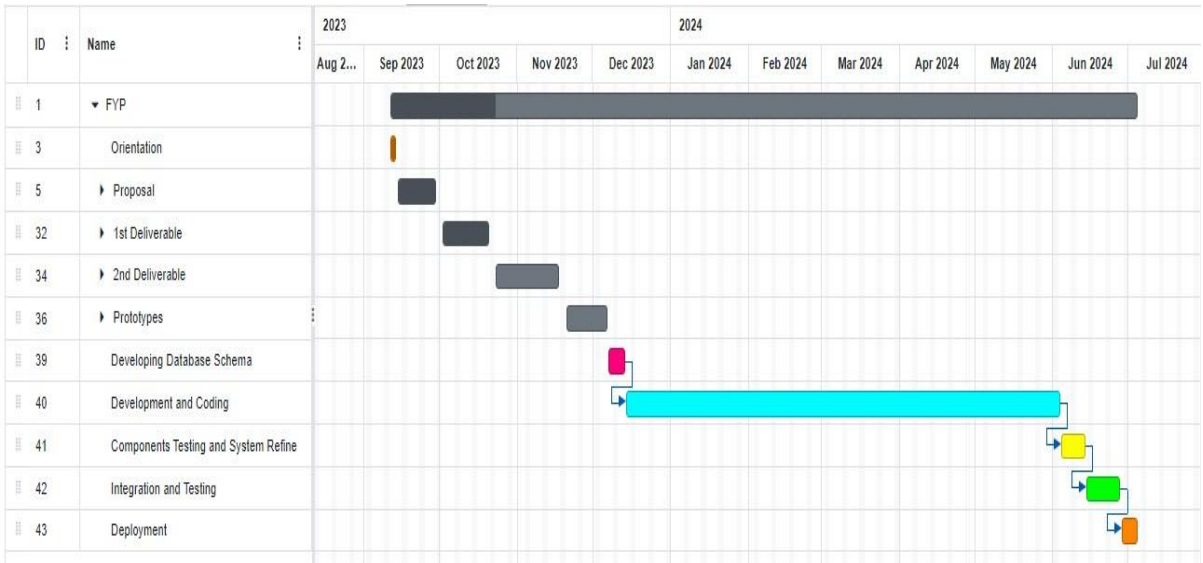 2023 2024
ID Name
Aug 2... Sep 2023 Oct 2023 Nov 2023 Dec 2023 Jan 2024 Feb 2024 Mar 2024 Apr 2024 May 2024 Jun 2024 Jul 2024
1 FYP
3 Orientation
5 Proposal
32 1st Deliverable
34 2nd Deliverable
36 Prototypes
39 Developing Database Schema
40 Development and Coding
41 Components Testing and System Refine
42 Integration and Testing
43 Deployment